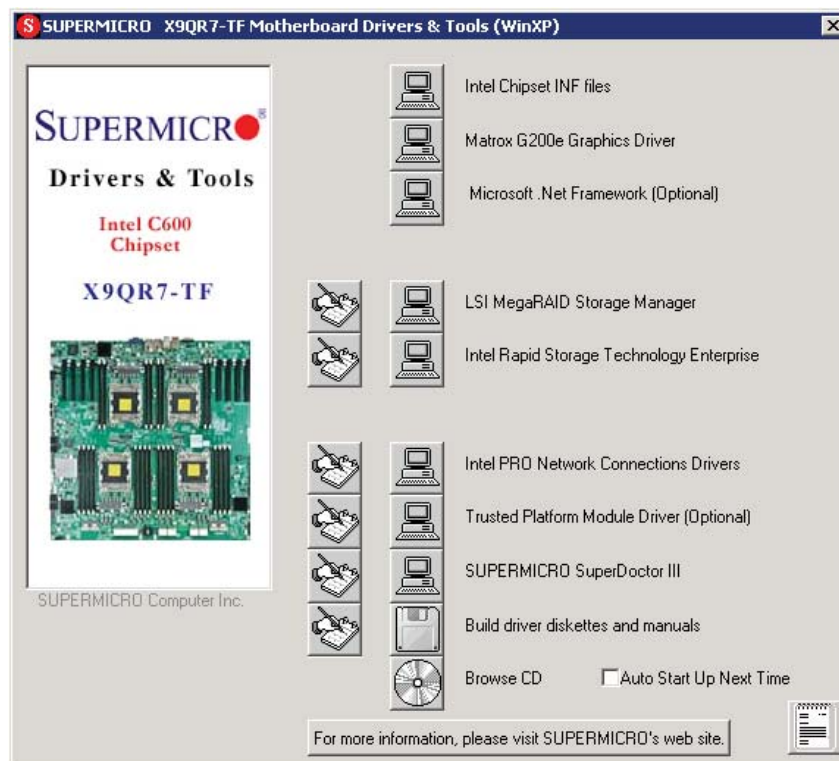 SUPERMICRO X9QR7-TF Motherboard Drivers & Tools (WinXP)
SUPERMICRO
Drivers & Tools
Intel C600
Chipset
X9QR7-TF
SUPERMICRO Computer Inc.
Intel Chipset INF files
Matrox G200e Graphics Driver
Microsoft .Net Framework (Optional)
LSI MegaRAID Storage Manager
Intel Rapid Storage Technology Enterprise
Intel PRO Network Connections Drivers
Trusted Platform Module Driver (Optional)
SUPERMICRO SuperDoctor III
Build driver diskettes and manuals
Browse CD Auto Start Up Next Time
For more information, please visit SUPERMICRO's web site.